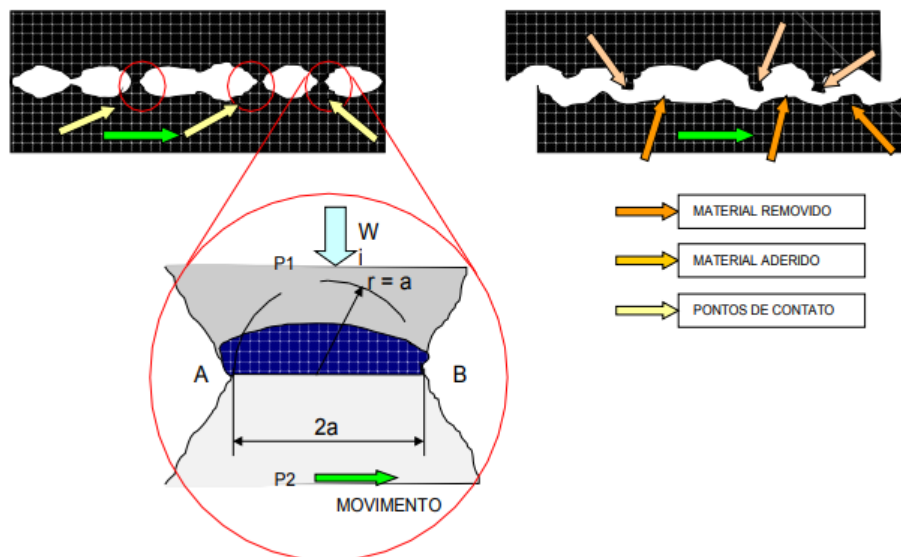 W
i
P1
r = a
A
B
2a
P2
MOVIMENTO
MATERIAL REMOVIDO
MATERIAL ADERIDO
PONTOS DE CONTATO